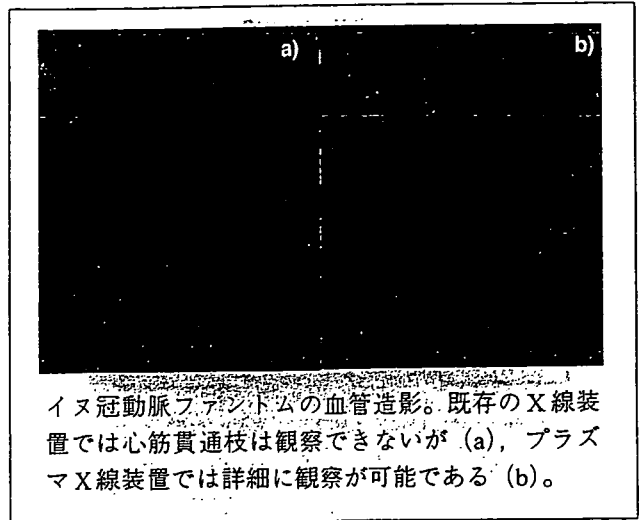 a)
b)
イヌ冠動脈ファントムの血管造影。既存のX線装
置では心筋貫通枝は観察できないが (a), プラズ
マX線装置では詳細に観察が可能である (b)。